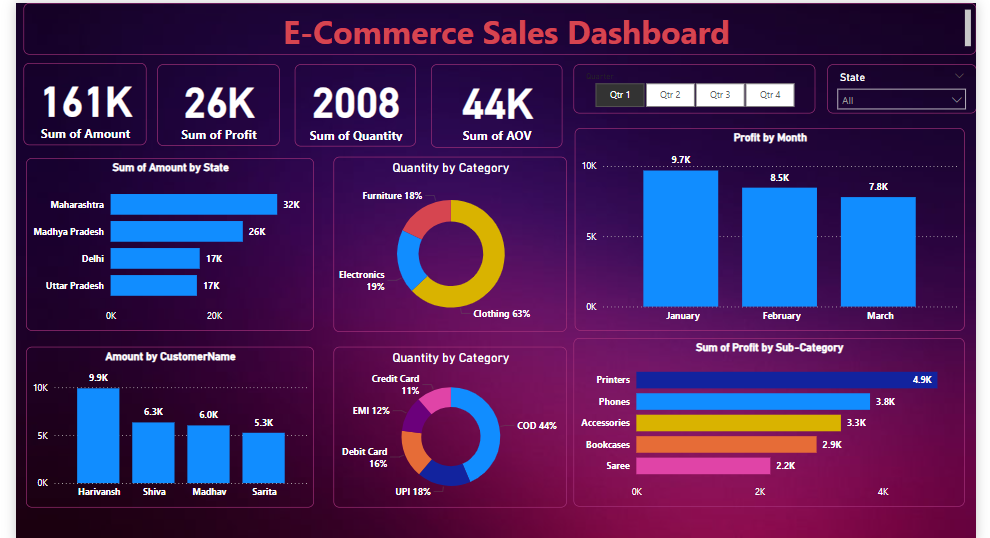 E-Commerce Sales Dashboard
161K
Sum of Amount
26K
Sum of Profit
2008
Sum of Quantity
44K
Sum of AOV
Quarter
Qtr 1
Qtr 2
Qtr 3
Qtr 4
State
All
Sum of Amount by State
Maharashtra
32K
Madhya Pradesh
26K
Delhi
17K
Uttar Pradesh
17K
0K
20K
Quantity by Category
Furniture 18%
Electronics
19%
Clothing 63%
Profit by Month
10K
5K
0K
9.7K
8.5K
7.8K
January
February
March
Amount by CustomerName
10K
5K
0K
9.9K
6.3K
6.0K
5.3K
Harivansh
Shiva
Madhav
Sarita
Quantity by Category
Credit Card
11%
EMI 12%
Debit Card
16%
UPI 18%
COD 44%
Sum of Profit by Sub-Category
Printers
4.9K
Phones
3.8K
Accessories
3.3K
Bookcases
2.9K
Saree
2.2K
0K
2K
4K